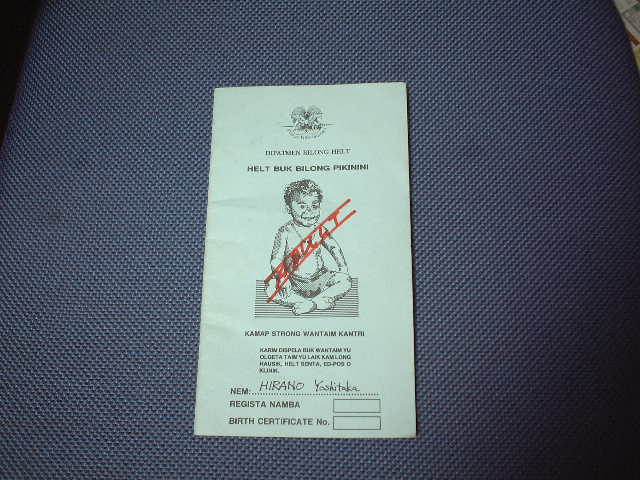 DIPATMEN BILONG HELT
HELT BUK BILONG PIKININI
ADULT
KAMAP STRONG WANTAIM KANTRI
KARIM DISPELA BUK WANTAIM YU
OLGETA TAIM YU LAIK KAM LONG
HAUSIK, HELT SENTA, ED-POS O
KLINIK.
NEM: HIRANO Yoshitaka
REGISTA NAMBA
BIRTH CERTIFICATE No.